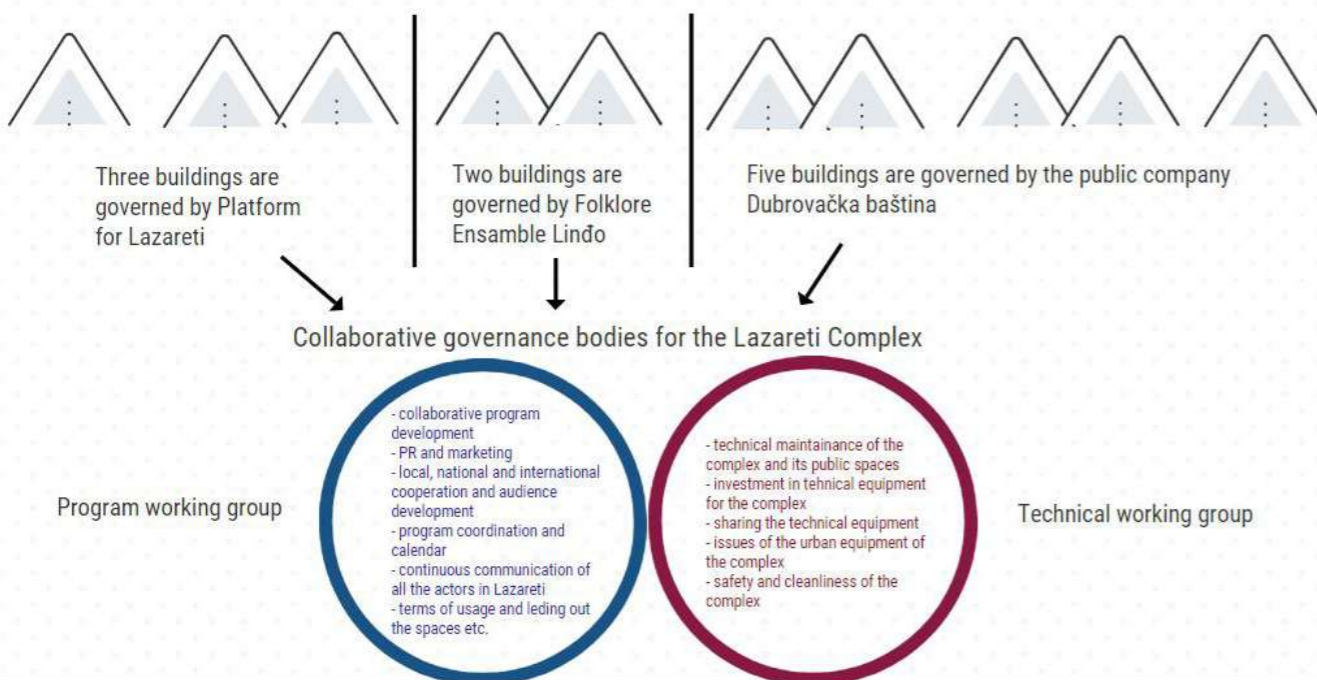 Three buildings are
governed by Platform
for Lazareti
Two buildings are
governed by Folklore
Ensamble Linđo
Five buildings are governed by the public company
Dubrovačka baština
Collaborative governance bodies for the Lazareti Complex
Program working group
- collaborative program
development
- PR and marketing
- local, national and international
cooperation and audience
development
- program coordination and
calendar
- continuous communication of
all the actors in Lazareti
- terms of usage and leding out
the spaces etc.
- technical maintainance of the
complex and its public spaces
- investment in tehnical equipment
for the complex
- sharing the technical equipment
- issues of the urban equipment of
the complex
- safety and cleanliness of the
complex
Technical working group